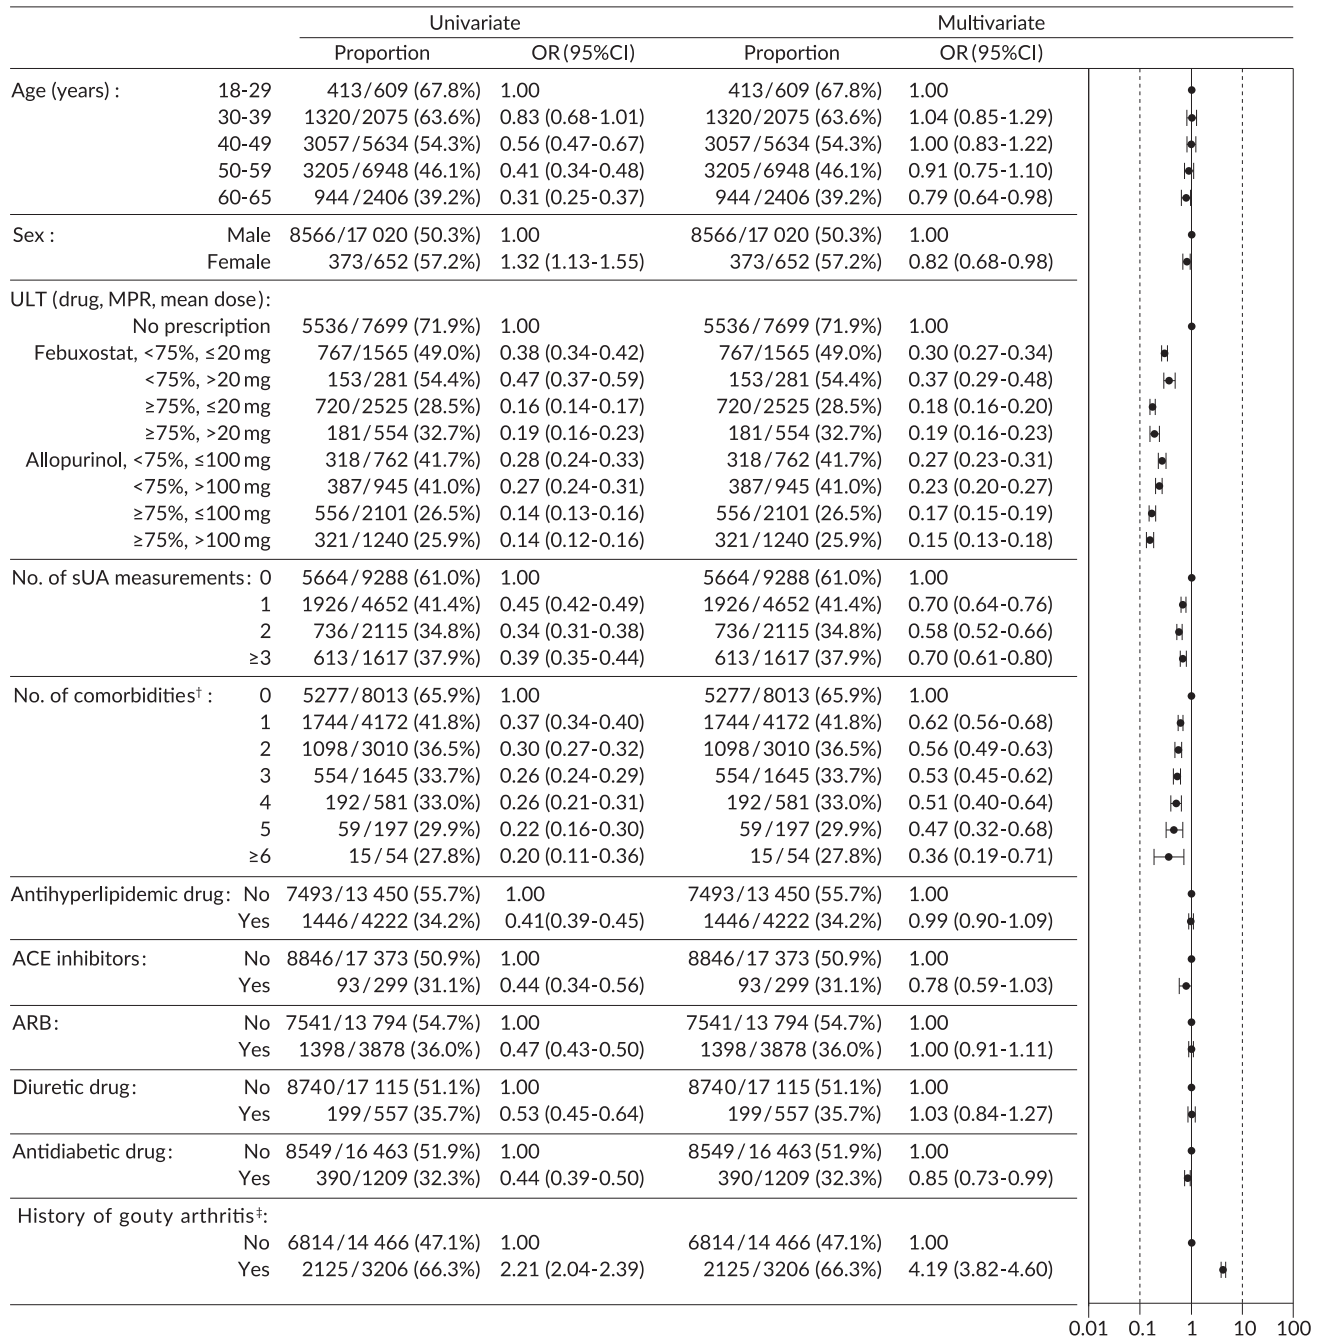 Univariate Multivariate
Proportion OR (95%CI) Proportion OR (95%CI)
Age (years) : 18-29 413/609 (67.8%) 1.00 413/609 (67.8%) 1.00
30-39 1320/2075 (63.6%) 0.83 (0.68-1.01) 1320/2075 (63.6%) 1.04 (0.85-1.29)
40-49 3057/5634 (54.3%) 0.56 (0.47-0.67) 3057/5634 (54.3%) 1.00 (0.83-1.22)
50-59 3205/6948 (46.1%) 0.41 (0.34-0.48) 3205/6948 (46.1%) 0.91 (0.75-1.10)
60-65 944/2406 (39.2%) 0.31 (0.25-0.37) 944/2406 (39.2%) 0.79 (0.64-0.98)
Sex : Male 8566/17 020 (50.3%) 1.00 8566/17 020 (50.3%) 1.00
Female 373/652 (57.2%) 1.32 (1.13-1.55) 373/652 (57.2%) 0.82 (0.68-0.98)
ULT (drug, MPR, mean dose):
No prescription 5536/7699 (71.9%) 1.00 5536/7699 (71.9%) 1.00
Febuxostat, <75%, ≤20 mg 767/1565 (49.0%) 0.38 (0.34-0.42) 767/1565 (49.0%) 0.30 (0.27-0.34)
<75%, >20 mg 153/281 (54.4%) 0.47 (0.37-0.59) 153/281 (54.4%) 0.37 (0.29-0.48)
≥75%, ≤20 mg 720/2525 (28.5%) 0.16 (0.14-0.17) 720/2525 (28.5%) 0.18 (0.16-0.20)
≥75%, >20 mg 181/554 (32.7%) 0.19 (0.16-0.23) 181/554 (32.7%) 0.19 (0.16-0.23)
Allopurinol, <75%, ≤100 mg 318/762 (41.7%) 0.28 (0.24-0.33) 318/762 (41.7%) 0.27 (0.23-0.31)
<75%, >100 mg 387/945 (41.0%) 0.27 (0.24-0.31) 387/945 (41.0%) 0.23 (0.20-0.27)
≥75%, ≤100 mg 556/2101 (26.5%) 0.14 (0.13-0.16) 556/2101 (26.5%) 0.17 (0.15-0.19)
≥75%, >100 mg 321/1240 (25.9%) 0.14 (0.12-0.16) 321/1240 (25.9%) 0.15 (0.13-0.18)
No. of sUA measurements: 0 5664/9288 (61.0%) 1.00 5664/9288 (61.0%) 1.00
1 1926/4652 (41.4%) 0.45 (0.42-0.49) 1926/4652 (41.4%) 0.70 (0.64-0.76)
2 736/2115 (34.8%) 0.34 (0.31-0.38) 736/2115 (34.8%) 0.58 (0.52-0.66)
≥3 613/1617 (37.9%) 0.39 (0.35-0.44) 613/1617 (37.9%) 0.70 (0.61-0.80)
No. of comorbidities† : 0 5277/8013 (65.9%) 1.00 5277/8013 (65.9%) 1.00
1 1744/4172 (41.8%) 0.37 (0.34-0.40) 1744/4172 (41.8%) 0.62 (0.56-0.68)
2 1098/3010 (36.5%) 0.30 (0.27-0.32) 1098/3010 (36.5%) 0.56 (0.49-0.63)
3 554/1645 (33.7%) 0.26 (0.24-0.29) 554/1645 (33.7%) 0.53 (0.45-0.62)
4 192/581 (33.0%) 0.26 (0.21-0.31) 192/581 (33.0%) 0.51 (0.40-0.64)
5 59/197 (29.9%) 0.22 (0.16-0.30) 59/197 (29.9%) 0.47 (0.32-0.68)
≥6 15/54 (27.8%) 0.20 (0.11-0.36) 15/54 (27.8%) 0.36 (0.19-0.71)
Antihyperlipidemic drug: No 7493/13 450 (55.7%) 1.00 7493/13 450 (55.7%) 1.00
Yes 1446/4222 (34.2%) 0.41(0.39-0.45) 1446/4222 (34.2%) 0.99 (0.90-1.09)
ACE inhibitors: No 8846/17 373 (50.9%) 1.00 8846/17 373 (50.9%) 1.00
Yes 93/299 (31.1%) 0.44 (0.34-0.56) 93/299 (31.1%) 0.78 (0.59-1.03)
ARB: No 7541/13 794 (54.7%) 1.00 7541/13 794 (54.7%) 1.00
Yes 1398/3878 (36.0%) 0.47 (0.43-0.50) 1398/3878 (36.0%) 1.00 (0.91-1.11)
Diuretic drug: No 8740/17 115 (51.1%) 1.00 8740/17 115 (51.1%) 1.00
Yes 199/557 (35.7%) 0.53 (0.45-0.64) 199/557 (35.7%) 1.03 (0.84-1.27)
Antidiabetic drug: No 8549/16 463 (51.9%) 1.00 8549/16 463 (51.9%) 1.00
Yes 390/1209 (32.3%) 0.44 (0.39-0.50) 390/1209 (32.3%) 0.85 (0.73-0.99)
History of gouty arthritis‡:
No 6814/14 466 (47.1%) 1.00 6814/14 466 (47.1%) 1.00
Yes 2125/3206 (66.3%) 2.21 (2.04-2.39) 2125/3206 (66.3%) 4.19 (3.82-4.60)
0.01 0.1 1 10 100